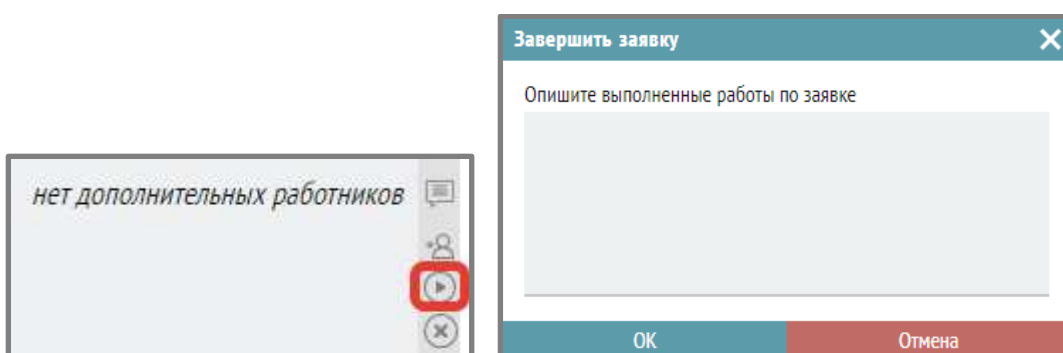 Завершить заявку
Опишите выполненные работы по заявке
нет дополнительных работников
ОК
Отмена